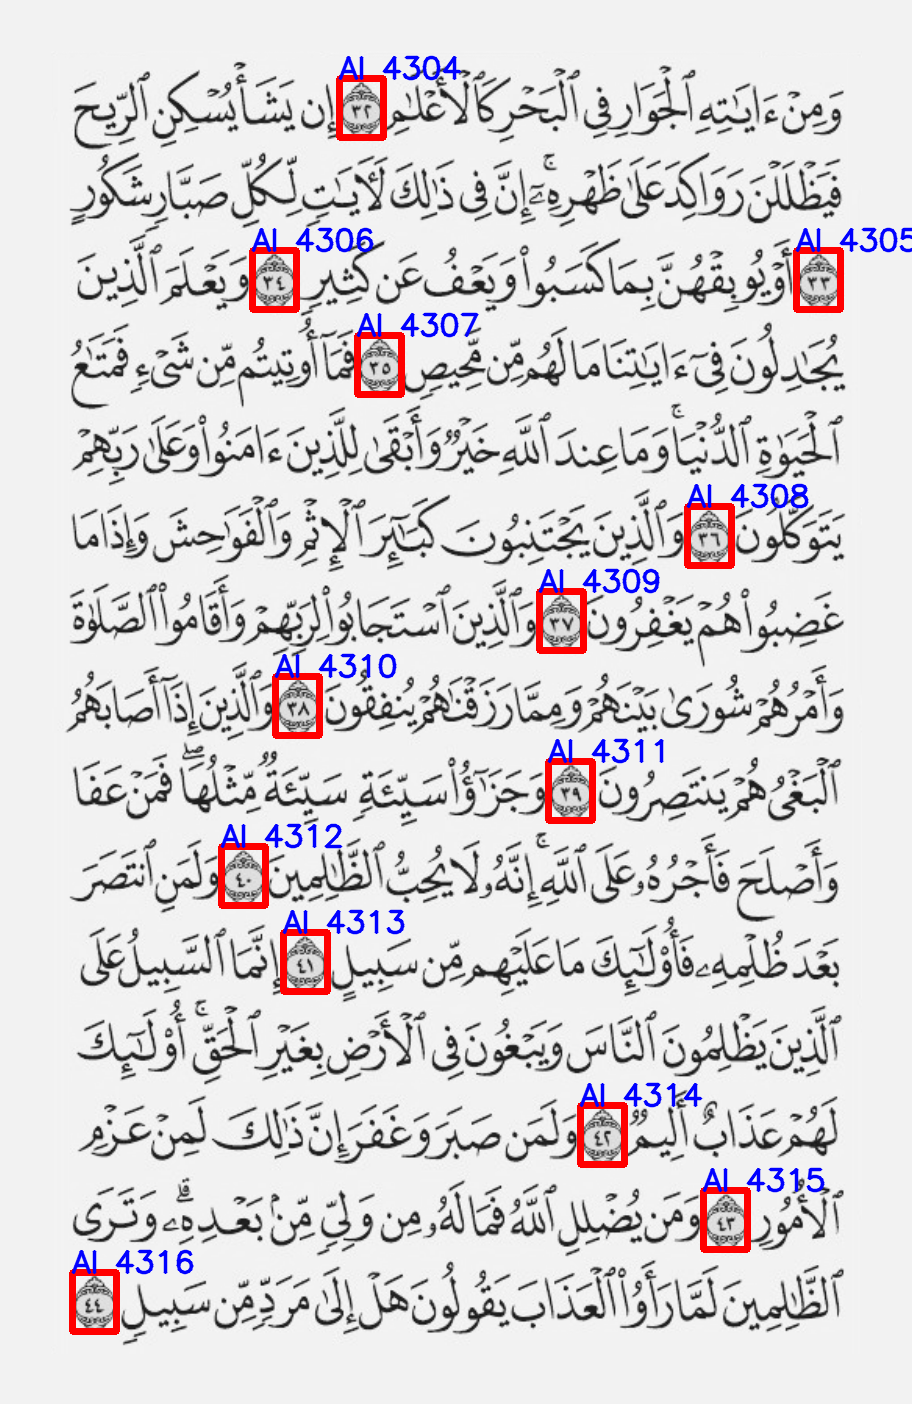 AI 4304
وَمِنْ ءَايَٰتِهِ ٱلْجَوَارِ فِى ٱلْبَحْرِ كَٱلْأَعْلَٰمِ ٣٢ إِن يَشَأْ يُسْكِنِ ٱلرِّيحَ
فَيَظْلَلْنَ رَوَاكِدَ عَلَىٰ ظَهْرِهِۦٓ ۚ إِنَّ فِى ذَٰلِكَ لَءَايَٰتٍ لِّكُلِّ صَبَّارٍ شَكُورٍ
AI 4305 AI 4306
٣٣ أَوْ يُوبِقْهُنَّ بِمَا كَسَبُوا۟ وَيَعْفُ عَن كَثِيرٍ ٣٤ وَيَعْلَمَ ٱلَّذِينَ
AI 4307
يُجَٰدِلُونَ فِىٓ ءَايَٰتِنَا مَا لَهُم مِّن مَّحِيصٍ ٣٥ فَمَآ أُوتِيتُم مِّن شَىْءٍ فَمَتَٰعُ
ٱلْحَيَوٰةِ ٱلدُّنْيَا ۚ وَمَا عِندَ ٱللَّهِ خَيْرٌ وَأَبْقَىٰ لِلَّذِينَ ءَامَنُوا۟ وَعَلَىٰ رَبِّهِمْ
AI 4308
يَتَوَكَّلُونَ ٣٦ وَٱلَّذِينَ يَجْتَنِبُونَ كَبَٰٓئِرَ ٱلْإِثْمِ وَٱلْفَوَٰحِشَ وَإِذَا مَا
AI 4309
غَضِبُوا۟ هُمْ يَغْفِرُونَ ٣٧ وَٱلَّذِينَ ٱسْتَجَابُوا۟ لِرَبِّهِمْ وَأَقَامُوا۟ ٱلصَّلَوٰةَ
AI 4310
وَأَمْرُهُمْ شُورَىٰ بَيْنَهُمْ وَمِمَّا رَزَقْنَٰهُمْ يُنفِقُونَ ٣٨ وَٱلَّذِينَ إِذَآ أَصَابَهُمُ
AI 4311
ٱلْبَغْىُ هُمْ يَنتَصِرُونَ ٣٩ وَجَزَٰٓؤُا۟ سَيِّئَةٍ سَيِّئَةٌ مِّثْلُهَا ۖ فَمَنْ عَفَا
AI 4312
وَأَصْلَحَ فَأَجْرُهُۥ عَلَى ٱللَّهِ ۚ إِنَّهُۥ لَا يُحِبُّ ٱلظَّٰلِمِينَ ٤٠ وَلَمَنِ ٱنتَصَرَ
AI 4313
بَعْدَ ظُلْمِهِۦ فَأُو۟لَٰٓئِكَ مَا عَلَيْهِم مِّن سَبِيلٍ ٤١ إِنَّمَا ٱلسَّبِيلُ عَلَى
ٱلَّذِينَ يَظْلِمُونَ ٱلنَّاسَ وَيَبْغُونَ فِى ٱلْأَرْضِ بِغَيْرِ ٱلْحَقِّ ۚ أُو۟لَٰٓئِكَ
AI 4314
لَهُمْ عَذَابٌ أَلِيمٌ ٤٢ وَلَمَن صَبَرَ وَغَفَرَ إِنَّ ذَٰلِكَ لَمِنْ عَزْمِ
AI 4315
ٱلْأُمُورِ ٤٣ وَمَن يُضْلِلِ ٱللَّهُ فَمَا لَهُۥ مِن وَلِىٍّ مِّنۢ بَعْدِهِۦ ۗ وَتَرَى
AI 4316
ٱلظَّٰلِمِينَ لَمَّا رَأَوُا۟ ٱلْعَذَابَ يَقُولُونَ هَلْ إِلَىٰ مَرَدٍّ مِّن سَبِيلٍ ٤٤